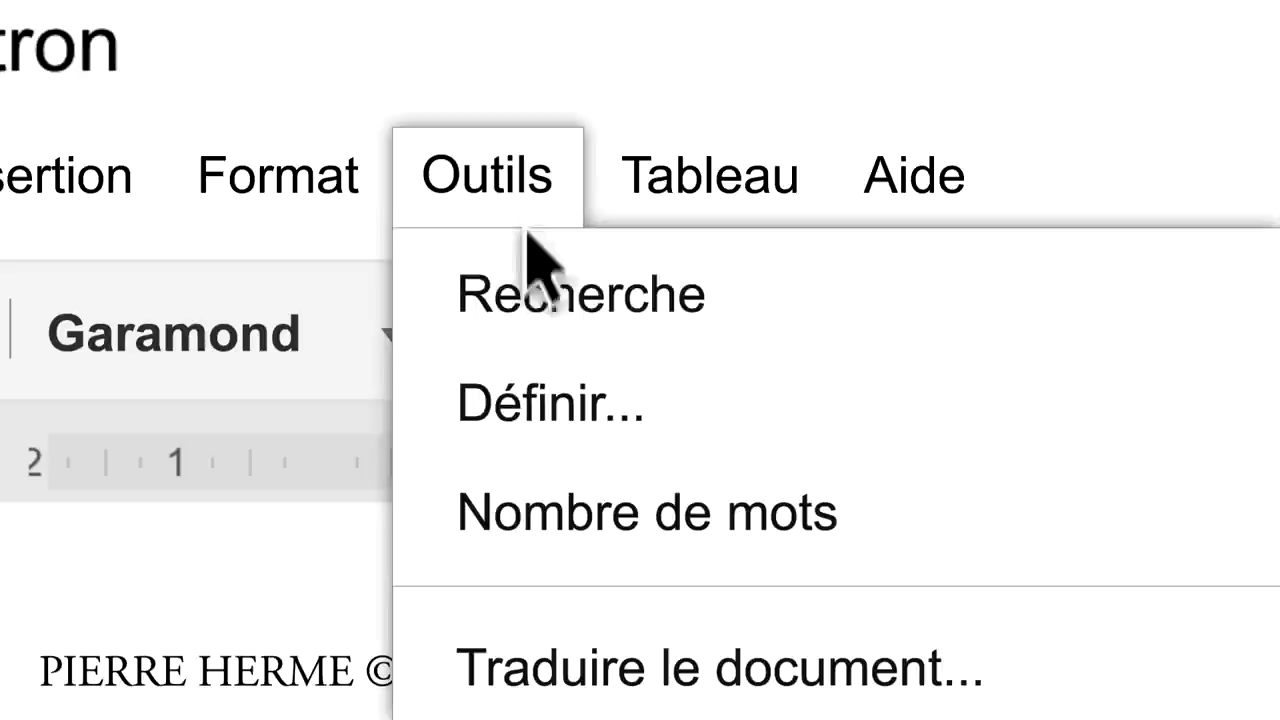 tron
sertion Format Outils Tableau Aide
Recherche
Garamond
Définir...
2 1
Nombre de mots
PIERRE HERME ©
Traduire le document...